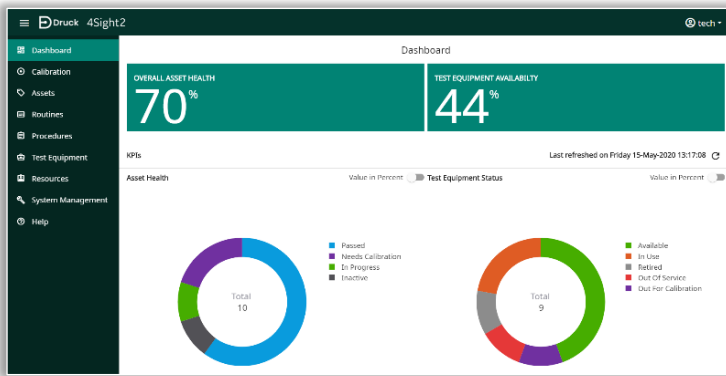 Druck 4Sight2
tech
Dashboard
Calibration
Assets
Routines
Procedures
Test Equipment
Resources
System Management
Help
Dashboard
OVERALL ASSET HEALTH
70%
TEST EQUIPMENT AVAILABILTY
44%
KPIs
Last refreshed on Friday 15-May-2020 13:17:08
Asset Health
Value in Percent
Test Equipment Status
Value in Percent
Total
10
Passed
Needs Calibration
In Progress
Inactive
Total
9
Available
In Use
Retired
Out Of Service
Out For Calibration